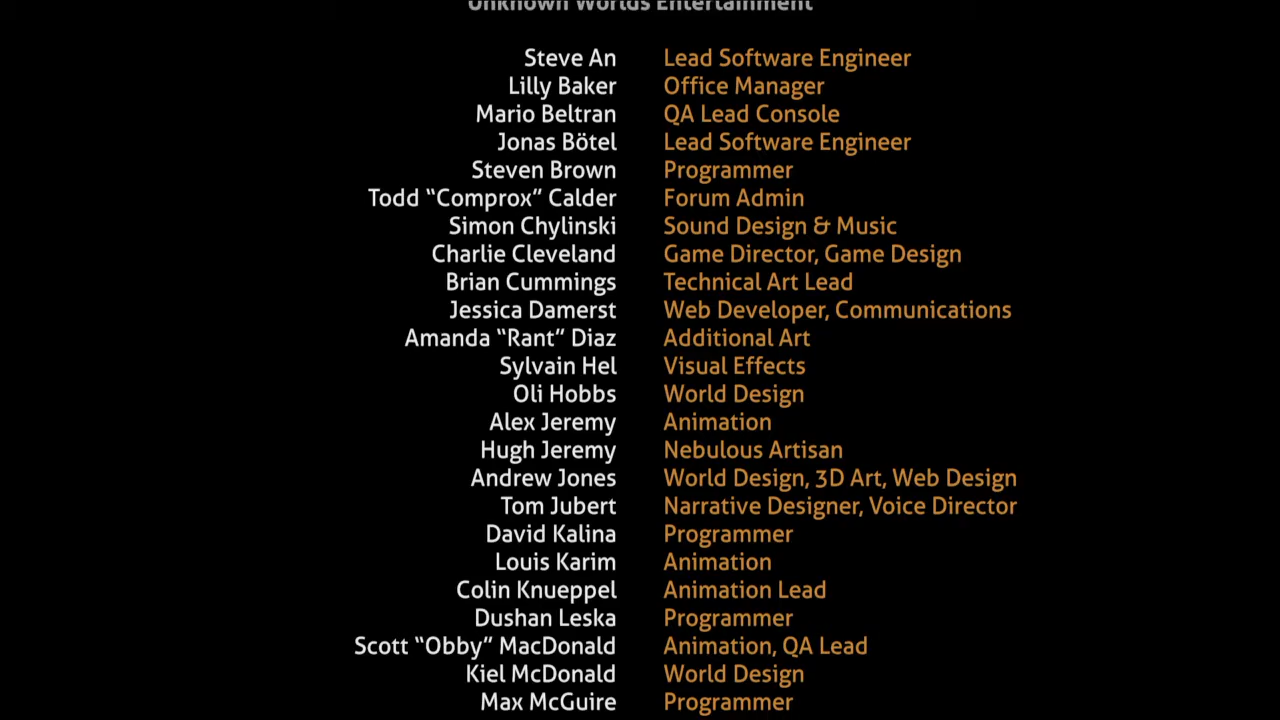 Unknown Worlds Entertainment
Steve An Lead Software Engineer
Lilly Baker Office Manager
Mario Beltran QA Lead Console
Jonas Bötel Lead Software Engineer
Steven Brown Programmer
Todd “Comprox” Calder Forum Admin
Simon Chylinski Sound Design & Music
Charlie Cleveland Game Director, Game Design
Brian Cummings Technical Art Lead
Jessica Damerst Web Developer, Communications
Amanda “Rant” Diaz Additional Art
Sylvain Hel Visual Effects
Oli Hobbs World Design
Alex Jeremy Animation
Hugh Jeremy Nebulous Artisan
Andrew Jones World Design, 3D Art, Web Design
Tom Jubert Narrative Designer, Voice Director
David Kalina Programmer
Louis Karim Animation
Colin Knueppel Animation Lead
Dushan Leska Programmer
Scott “Obby” MacDonald Animation, QA Lead
Kiel McDonald World Design
Max McGuire Programmer